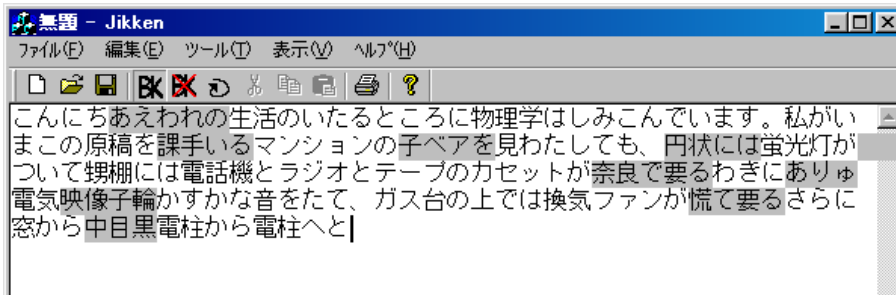 無題 - Jikken
ファイル(F) 編集(E) ツール(T) 表示(V) ヘルプ(H)
BK BK
こんにちあえわれの生活のいたるところに物理学はしみこんでいます。私がい
まこの原稿を課手いるマンションの子ベアを見わたしても、円状には蛍光灯が
ついて甥棚には電話機とラジオとテープのカセットが奈良で要るわきにありゅ
電気映像子輪かすかな音をたて、ガス台の上では換気ファンが慌て要るさらに
窓から中目黒電柱から電柱へと